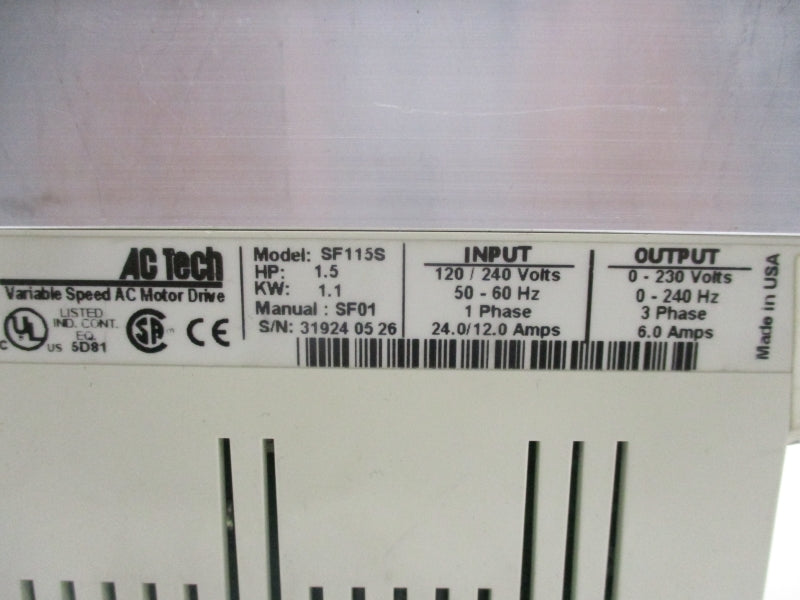 AC Tech
Variable Speed AC Motor Drive
C UL US
LISTED
IND. CONT.
EQ.
5D81
SA
CE
Model: SF115S
HP: 1.5
KW: 1.1
Manual : SF01
S/N: 31924 05 26
INPUT
120 / 240 Volts
50 - 60 Hz
1 Phase
24.0/12.0 Amps
OUTPUT
0 - 230 Volts
0 - 240 Hz
3 Phase
6.0 Amps
Made in USA